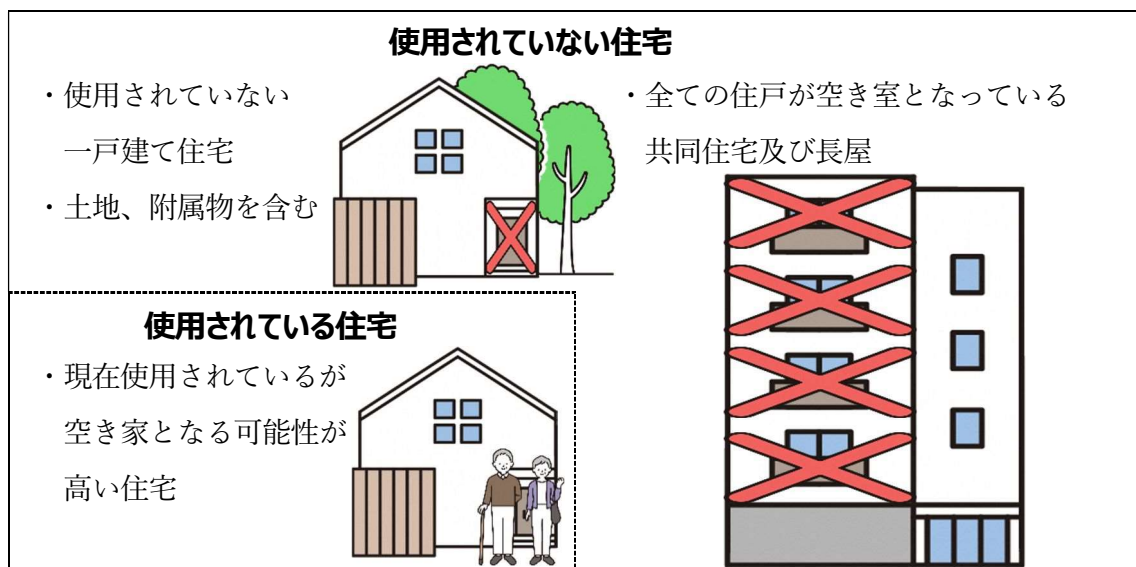 使用されていない住宅
・使用されていない
一戸建て住宅
・土地、附属物を含む
・全ての住戸が空き室となっている
共同住宅及び長屋
使用されている住宅
・現在使用されているが
空き家となる可能性が
高い住宅